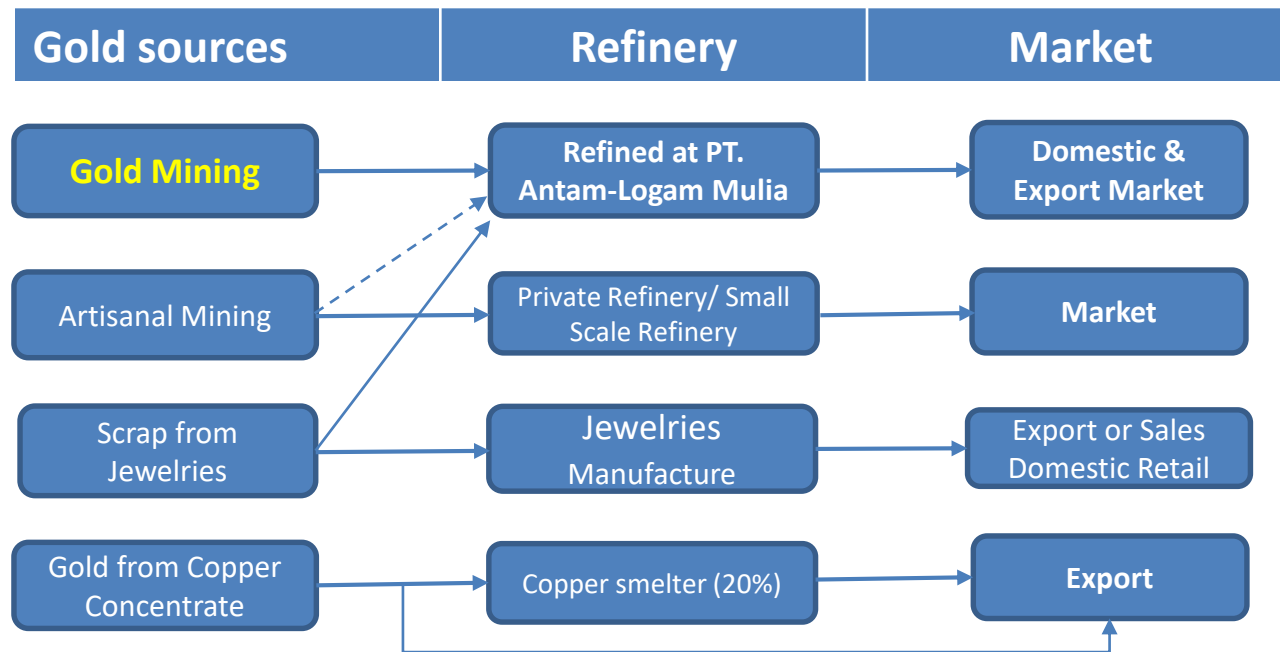 Gold sources
Refinery
Market
Gold Mining
Refined at PT.
Antam-Logam Mulia
Domestic &
Export Market
Artisanal Mining
Private Refinery/ Small
Scale Refinery
Market
Scrap from
Jewelries
Jewelries
Manufacture
Export or Sales
Domestic Retail
Gold from Copper
Concentrate
Copper smelter (20%)
Export